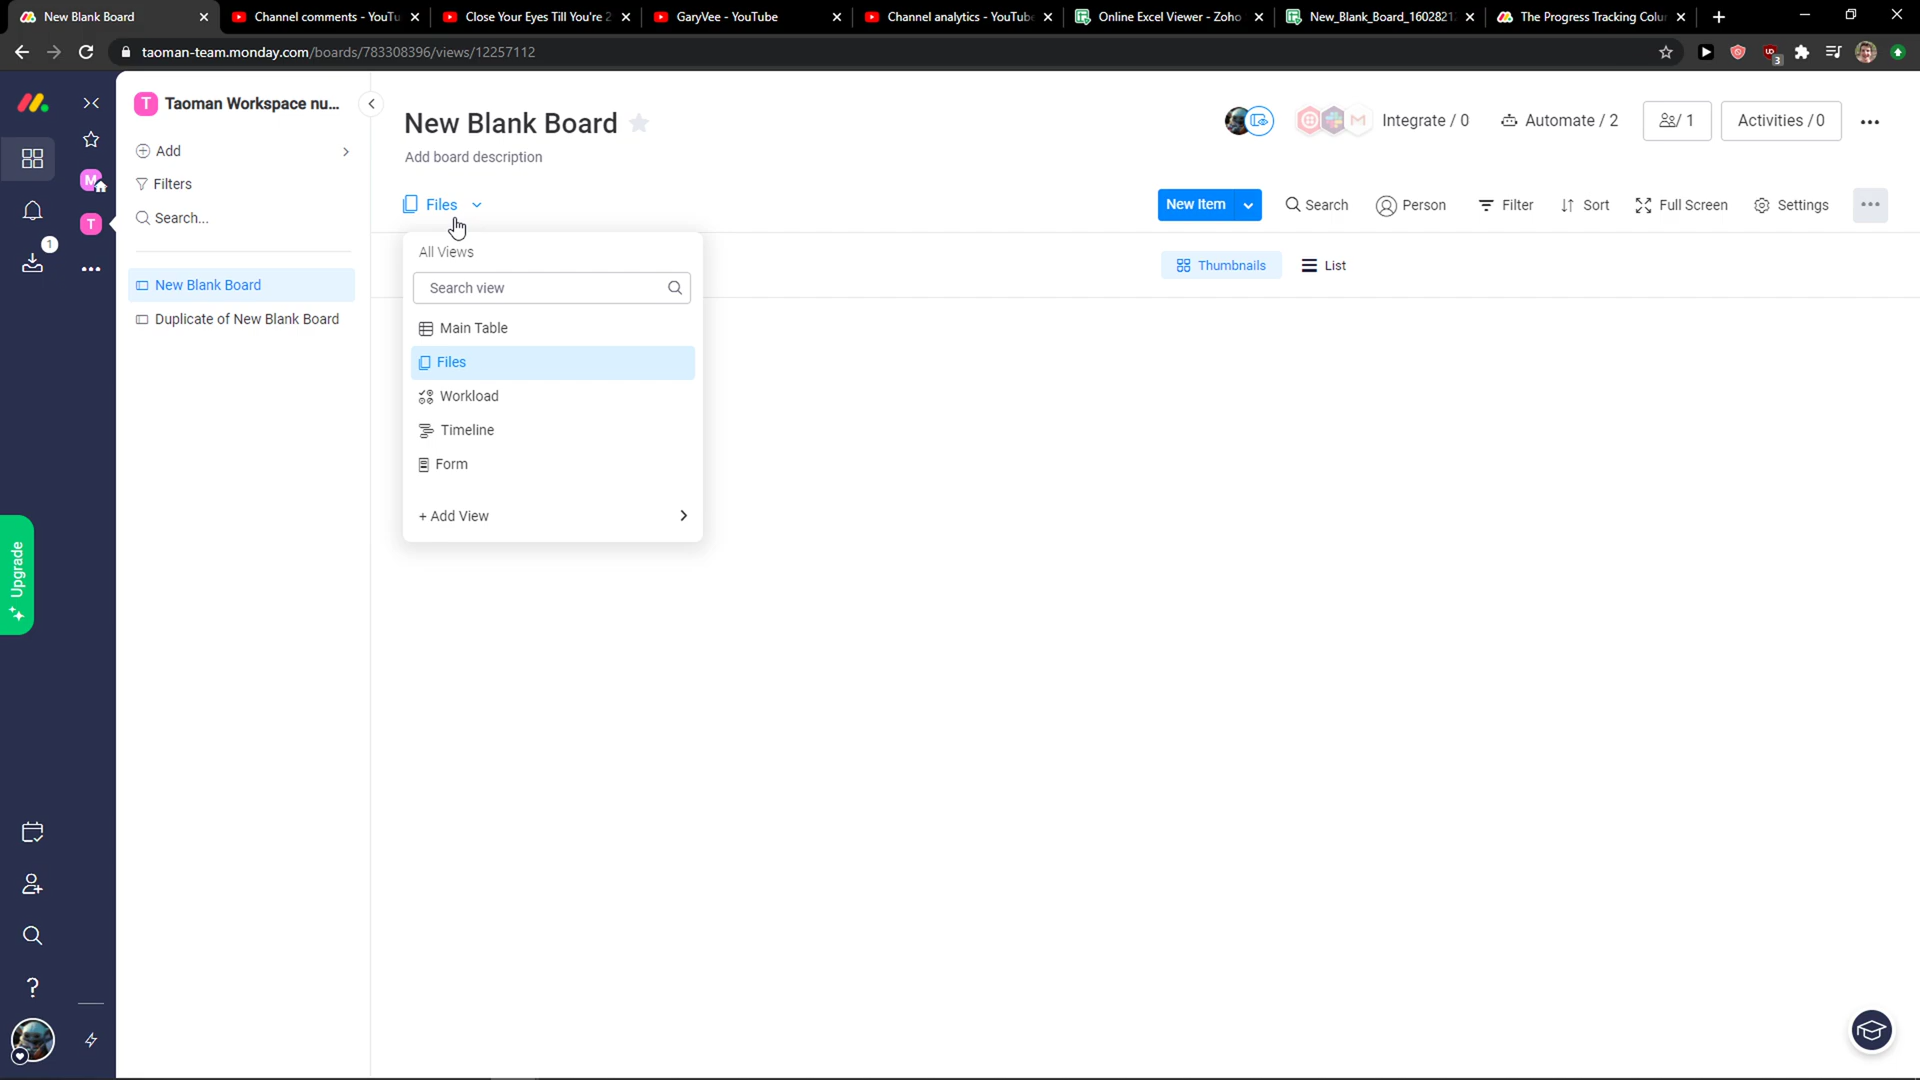 New Blank Board
Channel comments - YouTu
Close Your Eyes Till You're 2
GaryVee - YouTube
Channel analytics - YouTube
Online Excel Viewer - Zoho
New_Blank_Board_1602821
The Progress Tracking Colu
taoman-team.monday.com/boards/783308396/views/12257112
3
T Taoman Workspace nu...
New Blank Board
Add board description
Integrate / 0
Automate / 2
/ 1
Activities / 0
Add
Filters
Search...
M
T
1
Files
New Item
Search
Person
Filter
Sort
Full Screen
Settings
All Views
Search view
Thumbnails
List
New Blank Board
Duplicate of New Blank Board
Main Table
Files
Workload
Timeline
Form
+ Add View
Upgrade